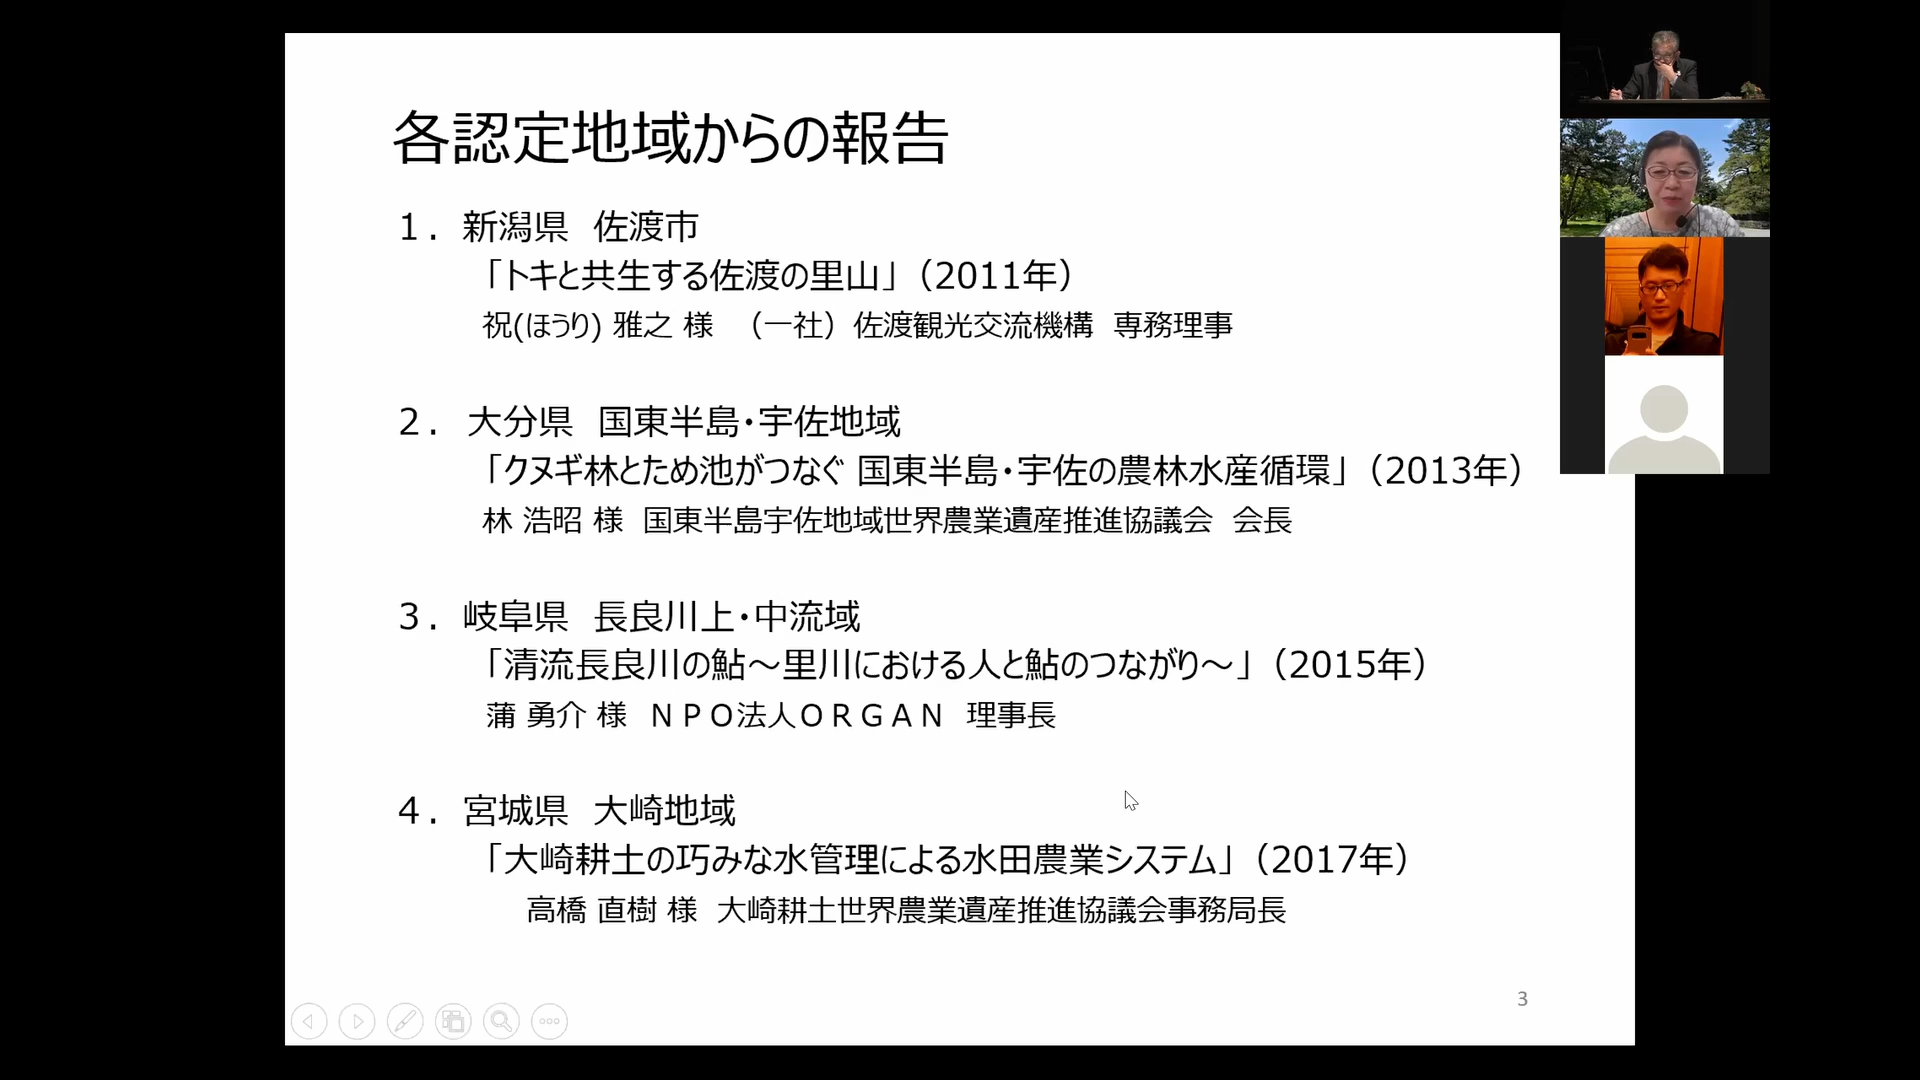 各認定地域からの報告
１．新潟県　佐渡市
「トキと共生する佐渡の里山」（2011年）
祝(ほうり) 雅之 様　（一社）佐渡観光交流機構　専務理事
２．大分県　国東半島・宇佐地域
「クヌギ林とため池がつなぐ 国東半島・宇佐の農林水産循環」（2013年）
林 浩昭 様　国東半島宇佐地域世界農業遺産推進協議会　会長
３．岐阜県　長良川上・中流域
「清流長良川の鮎～里川における人と鮎のつながり～」（2015年）
蒲 勇介 様　ＮＰＯ法人ＯＲＧＡＮ　理事長
４．宮城県　大崎地域
「大崎耕土の巧みな水管理による水田農業システム」（2017年）
高橋 直樹 様　大崎耕土世界農業遺産推進協議会事務局長
3